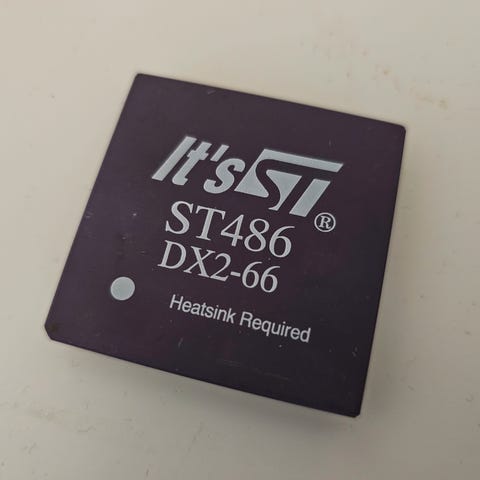 It's ST®
ST486
DX2-66
Heatsink Required